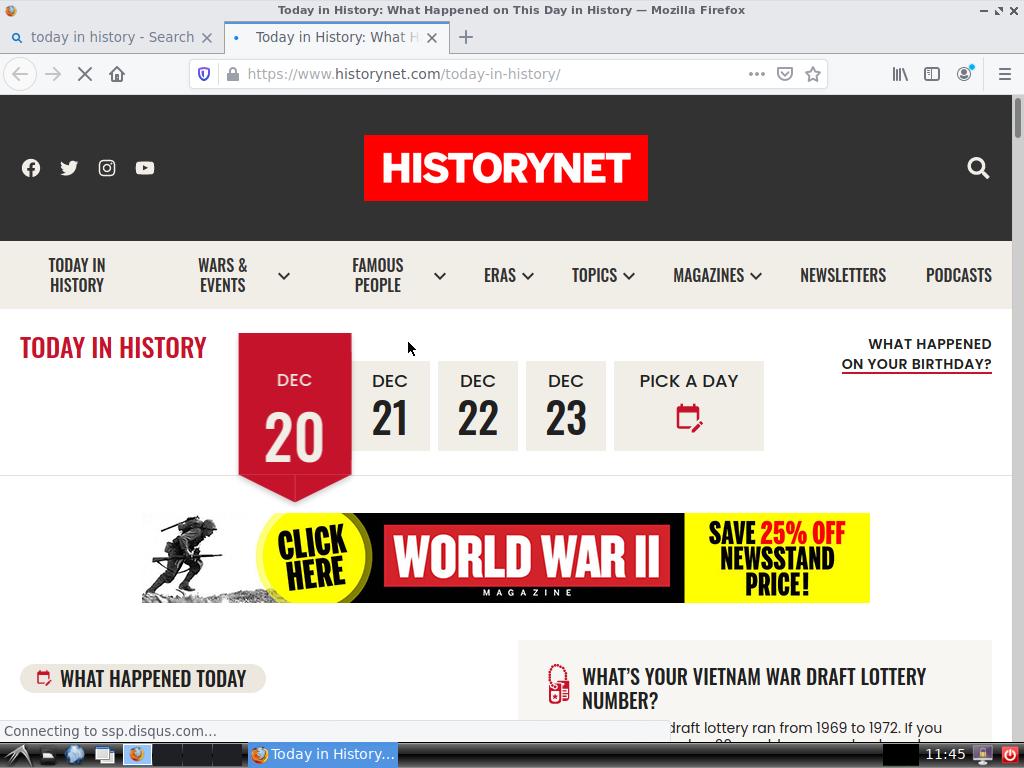 Today in History: What Happened on This Day in History — Mozilla Firefox
today in history - Search
Today in History: What H
https://www.historynet.com/today-in-history/
HISTORYNET
TODAY IN
HISTORY
WARS &
EVENTS
FAMOUS
PEOPLE
ERAS
TOPICS
MAGAZINES
NEWSLETTERS
PODCASTS
TODAY IN HISTORY
DEC
20
DEC
21
DEC
22
DEC
23
PICK A DAY
WHAT HAPPENED
ON YOUR BIRTHDAY?
CLICK
HERE
WORLD WAR II
MAGAZINE
SAVE 25% OFF
NEWSSTAND
PRICE!
WHAT HAPPENED TODAY
WHAT'S YOUR VIETNAM WAR DRAFT LOTTERY
NUMBER?
draft lottery ran from 1969 to 1972. If you
Connecting to ssp.disqus.com…
Today in History...
11:45